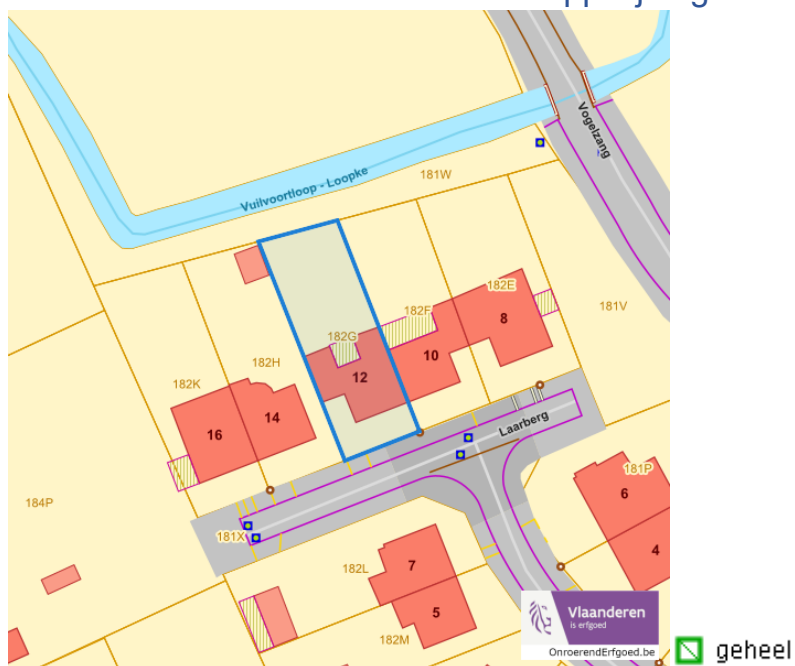 Vogelzang
Vuilvoortloop - Loopke
181W
182E
182F
8
181V
182G
10
182H
12
182K
14
16
Laarberg
181P
6
184P
181X
4
7
182L
5
182M
Vlaanderen
is erfgoed
OnroerendErfgoed.be
geheel